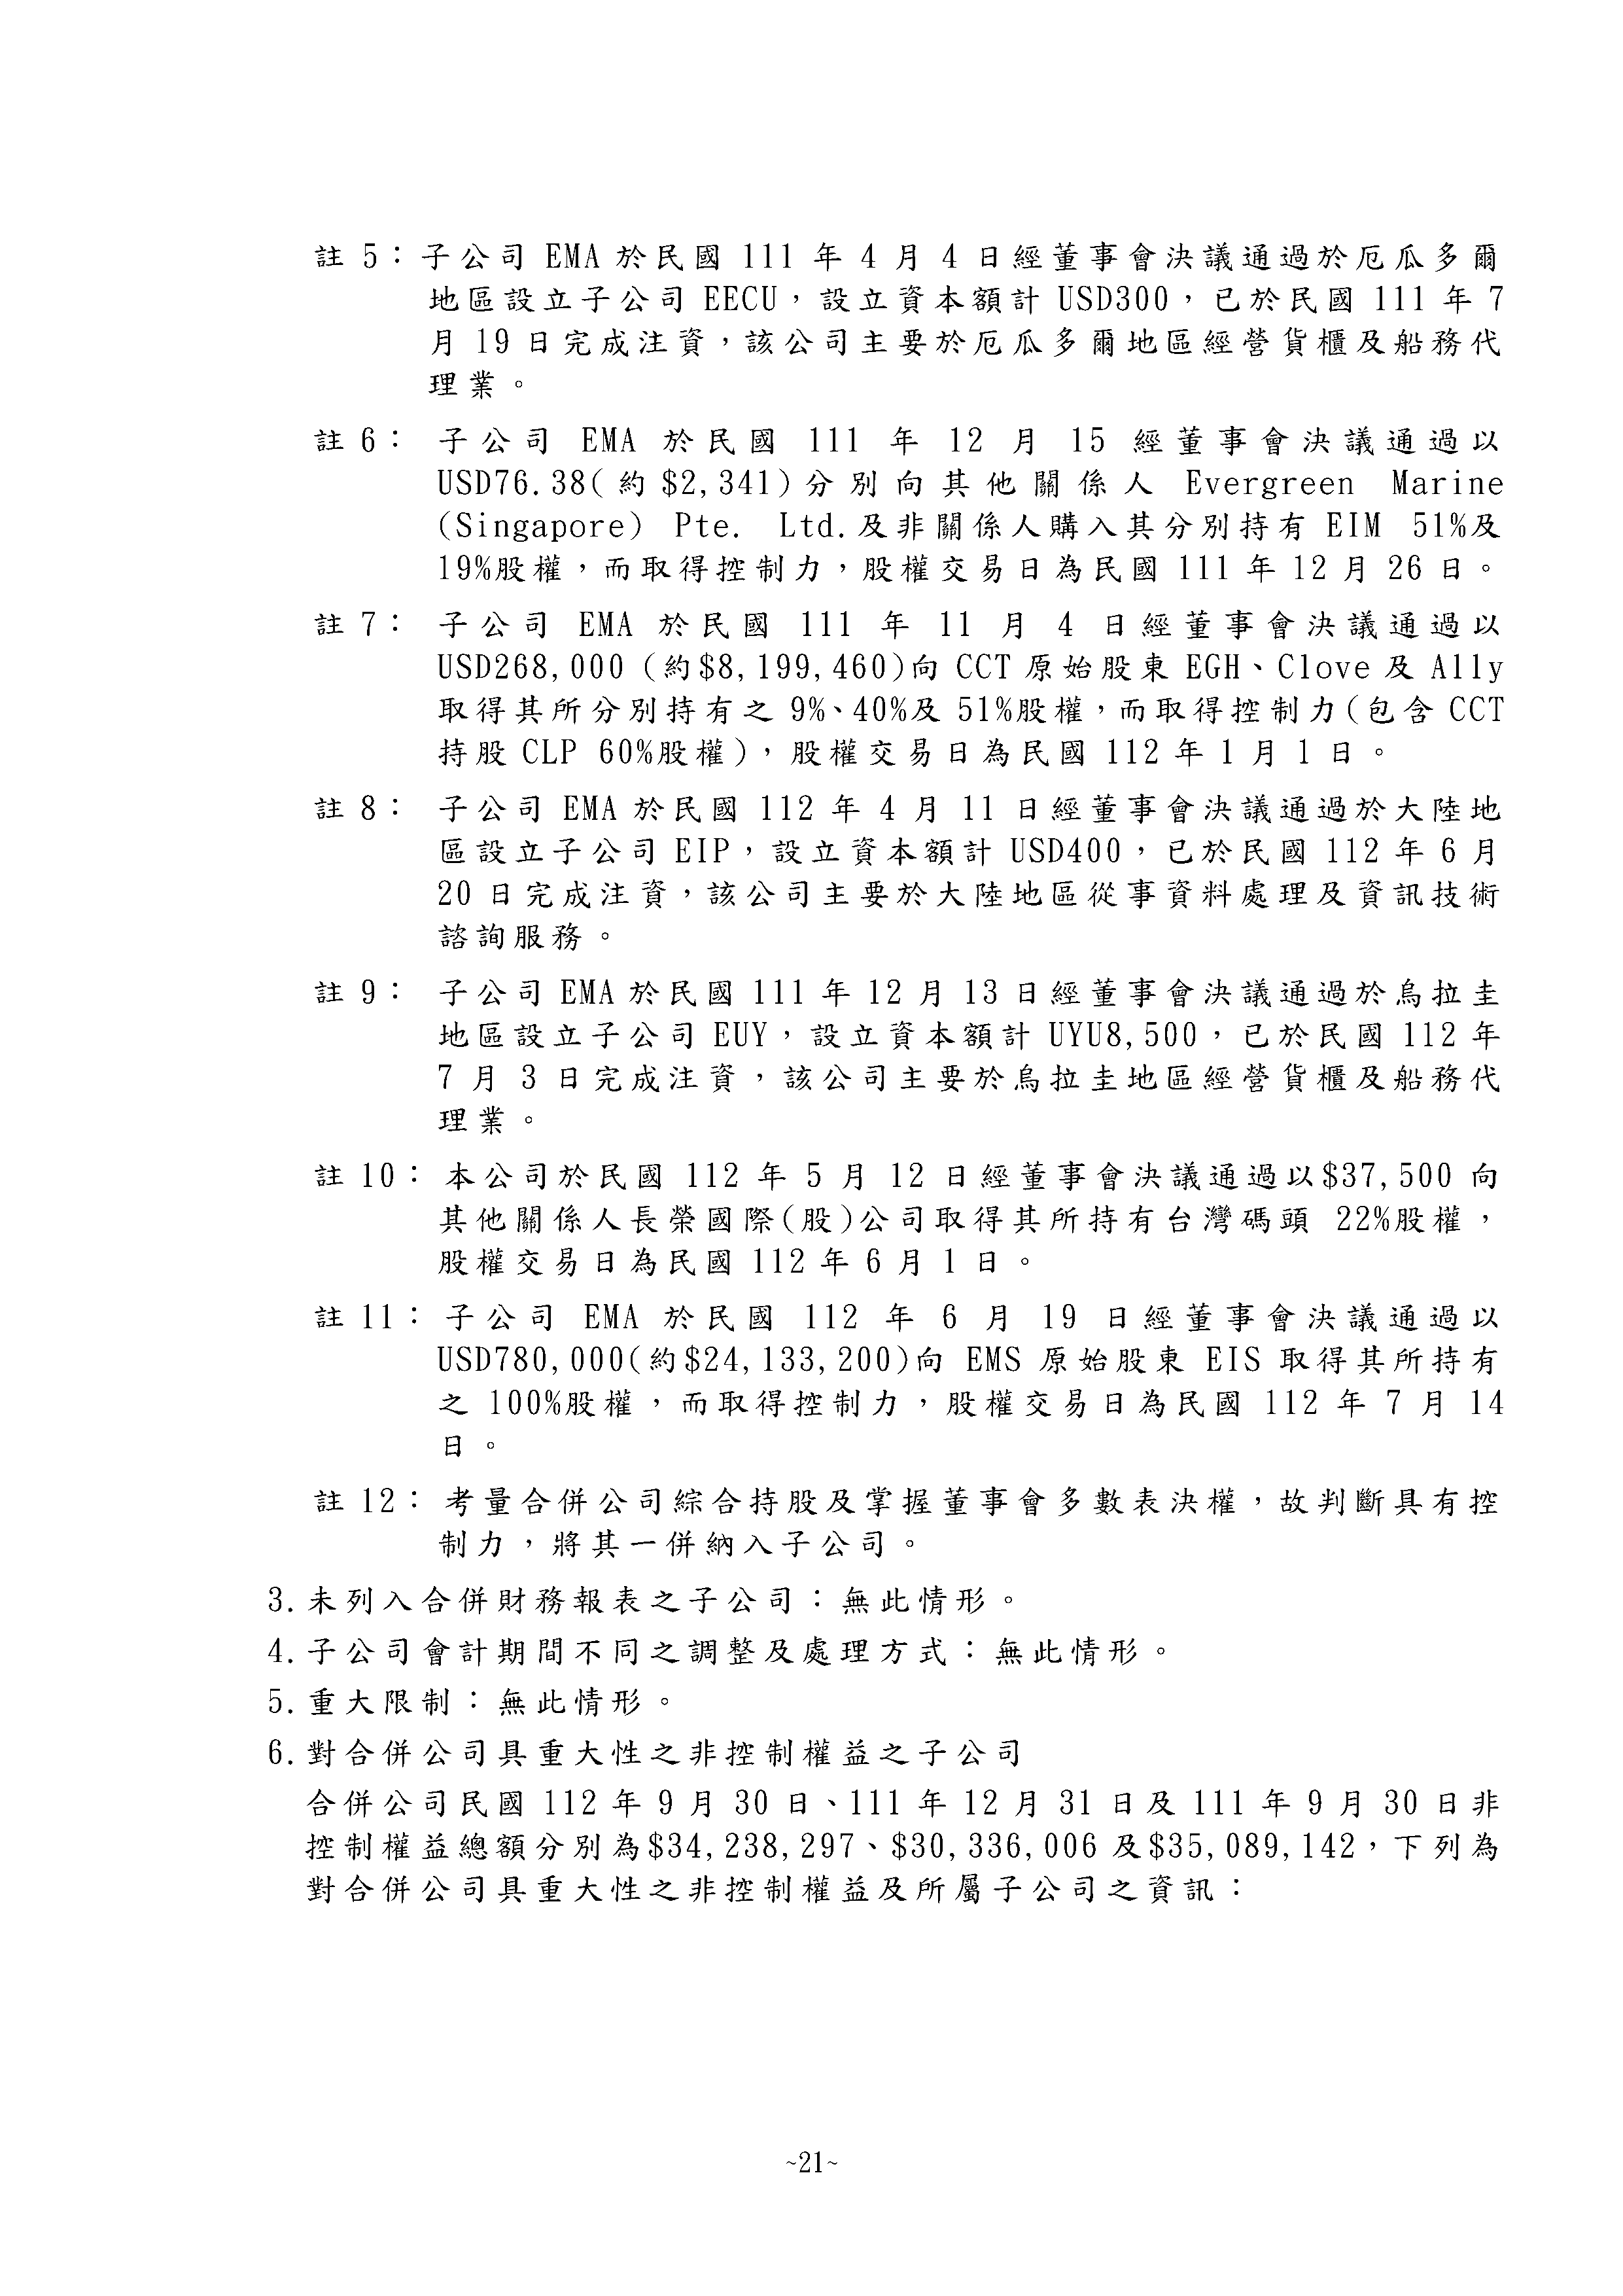 註 5：子公司 EMA 於民國 111 年 4 月 4 日經董事會決議通過於厄瓜多爾
地區設立子公司 EECU，設立資本額計 USD300，已於民國 111 年 7
月 19 日完成注資，該公司主要於厄瓜多爾地區經營貨櫃及船務代
理業。
註 6： 子公司 EMA 於民國 111 年 12 月 15 經董事會決議通過以
USD76.38(約 $2,341)分別向其他關係人 Evergreen Marine
(Singapore) Pte. Ltd.及非關係人購入其分別持有 EIM 51%及
19%股權，而取得控制力，股權交易日為民國 111 年 12 月 26 日。
註 7： 子公司 EMA 於民國 111 年 11 月 4 日經董事會決議通過以
USD268,000 (約$8,199,460)向 CCT 原始股東 EGH、Clove 及 Ally
取得其所分別持有之 9%、40%及 51%股權，而取得控制力(包含 CCT
持股 CLP 60%股權)，股權交易日為民國 112 年 1 月 1 日。
註 8： 子公司 EMA 於民國 112 年 4 月 11 日經董事會決議通過於大陸地
區設立子公司 EIP，設立資本額計 USD400，已於民國 112 年 6 月
20 日完成注資，該公司主要於大陸地區從事資料處理及資訊技術
諮詢服務。
註 9： 子公司 EMA 於民國 111 年 12 月 13 日經董事會決議通過於烏拉圭
地區設立子公司 EUY，設立資本額計 UYU8,500，已於民國 112 年
7 月 3 日完成注資，該公司主要於烏拉圭地區經營貨櫃及船務代
理業。
註 10： 本公司於民國 112 年 5 月 12 日經董事會決議通過以$37,500 向
其他關係人長榮國際(股)公司取得其所持有台灣碼頭 22%股權，
股權交易日為民國 112 年 6 月 1 日。
註 11： 子公司 EMA 於民國 112 年 6 月 19 日經董事會決議通過以
USD780,000(約$24,133,200)向 EMS 原始股東 EIS 取得其所持有
之 100%股權，而取得控制力，股權交易日為民國 112 年 7 月 14
日。
註 12： 考量合併公司綜合持股及掌握董事會多數表決權，故判斷具有控
制力，將其一併納入子公司。
3.未列入合併財務報表之子公司：無此情形。
4.子公司會計期間不同之調整及處理方式：無此情形。
5.重大限制：無此情形。
6.對合併公司具重大性之非控制權益之子公司
合併公司民國 112 年 9 月 30 日、111 年 12 月 31 日及 111 年 9 月 30 日非
控制權益總額分別為$34,238,297、$30,336,006 及$35,089,142，下列為
對合併公司具重大性之非控制權益及所屬子公司之資訊：
~21~